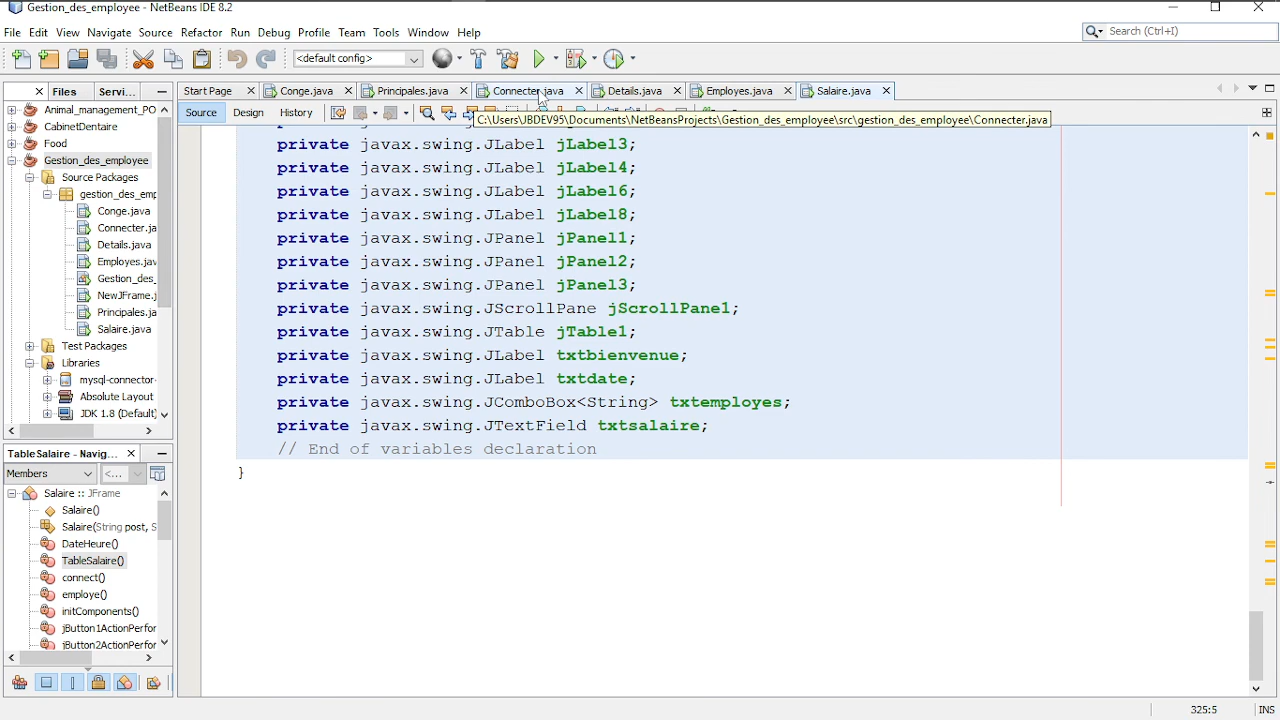 Gestion_des_employee - NetBeans IDE 8.2
File Edit View Navigate Source Refactor Run Debug Profile Team Tools Window Help
Search (Ctrl+I)
<default config>
Files Servi...
Start Page Conge.java Principales.java Connecter.java Details.java Employes.java Salaire.java
Source Design History
C:\Users\JBDEV95\Documents\NetBeansProjects\Gestion_des_employee\src\gestion_des_employee\Connecter.java
Animal_management_PO
CabinetDentaire
Food
Gestion_des_employee
Source Packages
gestion_des_emp
Conge.java
Connecter.ja
Details.java
Employes.jav
Gestion_des_
NewJFrame.j
Principales.ja
Salaire.java
Test Packages
Libraries
mysql-connector-
Absolute Layout
JDK 1.8 (Default)
private javax.swing.JLabel jLabel3;
private javax.swing.JLabel jLabel4;
private javax.swing.JLabel jLabel6;
private javax.swing.JLabel jLabel8;
private javax.swing.JPanel jPanel1;
private javax.swing.JPanel jPanel2;
private javax.swing.JPanel jPanel3;
private javax.swing.JScrollPane jScrollPane1;
private javax.swing.JTable jTable1;
private javax.swing.JLabel txtbienvenue;
private javax.swing.JLabel txtdate;
private javax.swing.JComboBox<String> txtemployes;
private javax.swing.JTextField txtsalaire;
// End of variables declaration
}
TableSalaire - Navig...
Members <...
Salaire :: JFrame
Salaire()
Salaire(String post, S
DateHeure()
TableSalaire()
connect()
employe()
initComponents()
jButton1ActionPerfor
jButton2ActionPerfor
325:5 INS